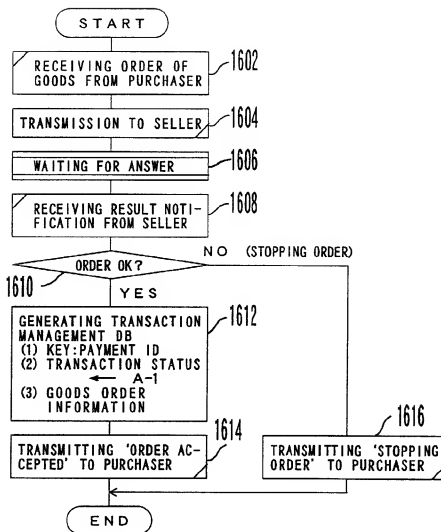 START
RECEIVING ORDER OF
GOODS FROM PURCHASER
1602
TRANSMISSION TO SELLER
1604
WAITING FOR ANSWER
1606
RECEIVING RESULT NOTI-
FICATION FROM SELLER
1608
NO (STOPPING ORDER)
ORDER OK?
1610
YES
GENERATING TRANSACTION
MANAGEMENT DB
(1) KEY:PAYMENT ID
(2) TRANSACTION STATUS
← A-1
(3) GOODS ORDER
INFORMATION
1612
TRANSMITTING 'ORDER AC-
CEPTED' TO PURCHASER
1614
TRANSMITTING 'STOPPING
ORDER' TO PURCHASER
1616
END